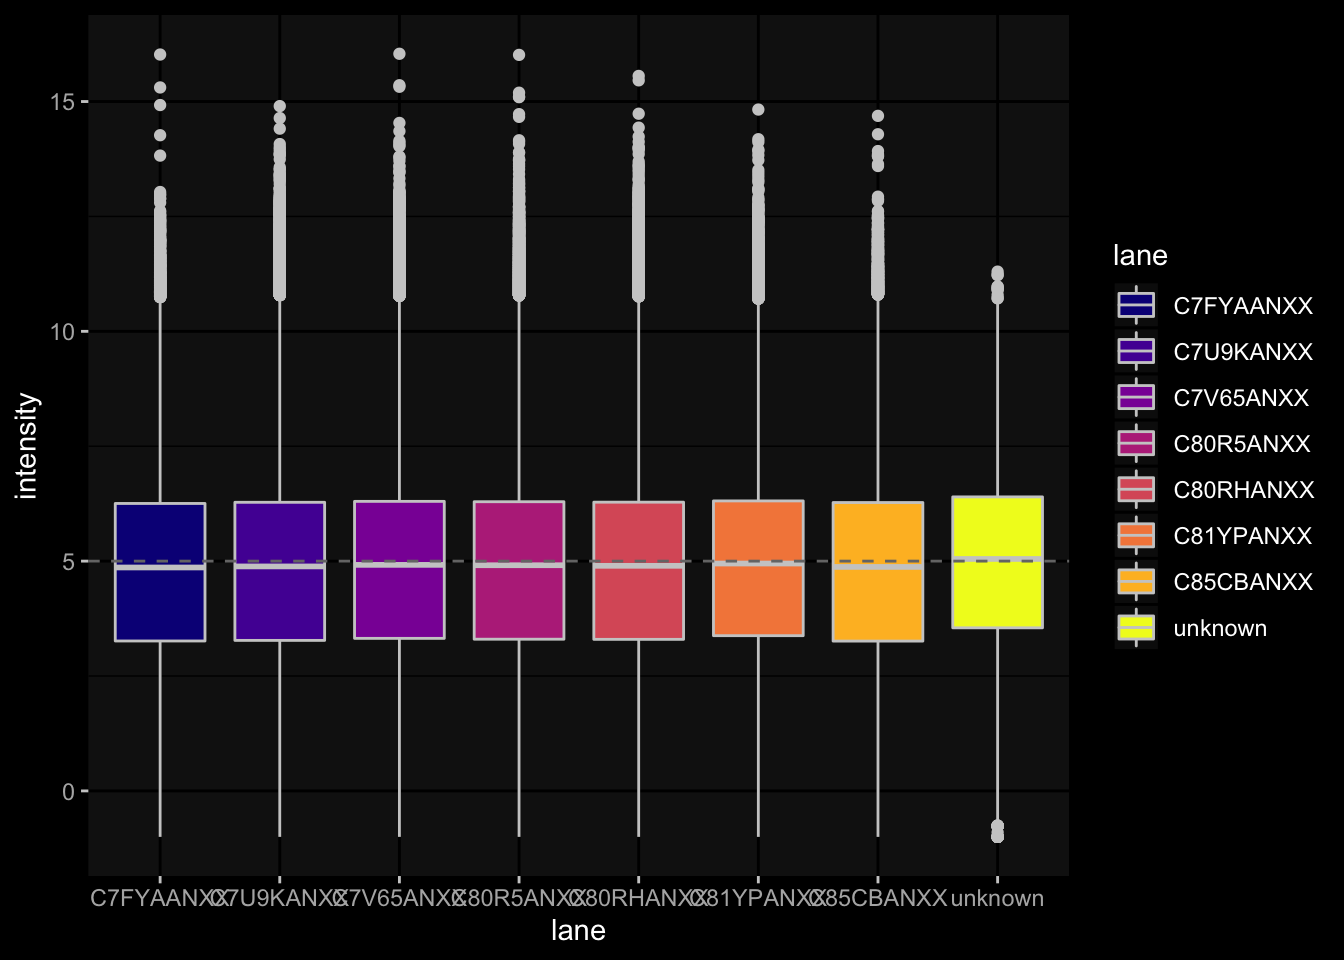 15
10
5
0
intensity
C7FYAANXX C7U9KANXX C7V65ANXX C80R5ANXX C80RHANXX C81YPANXX C85CBANXX unknown
lane
lane
C7FYAANXX
C7U9KANXX
C7V65ANXX
C80R5ANXX
C80RHANXX
C81YPANXX
C85CBANXX
unknown